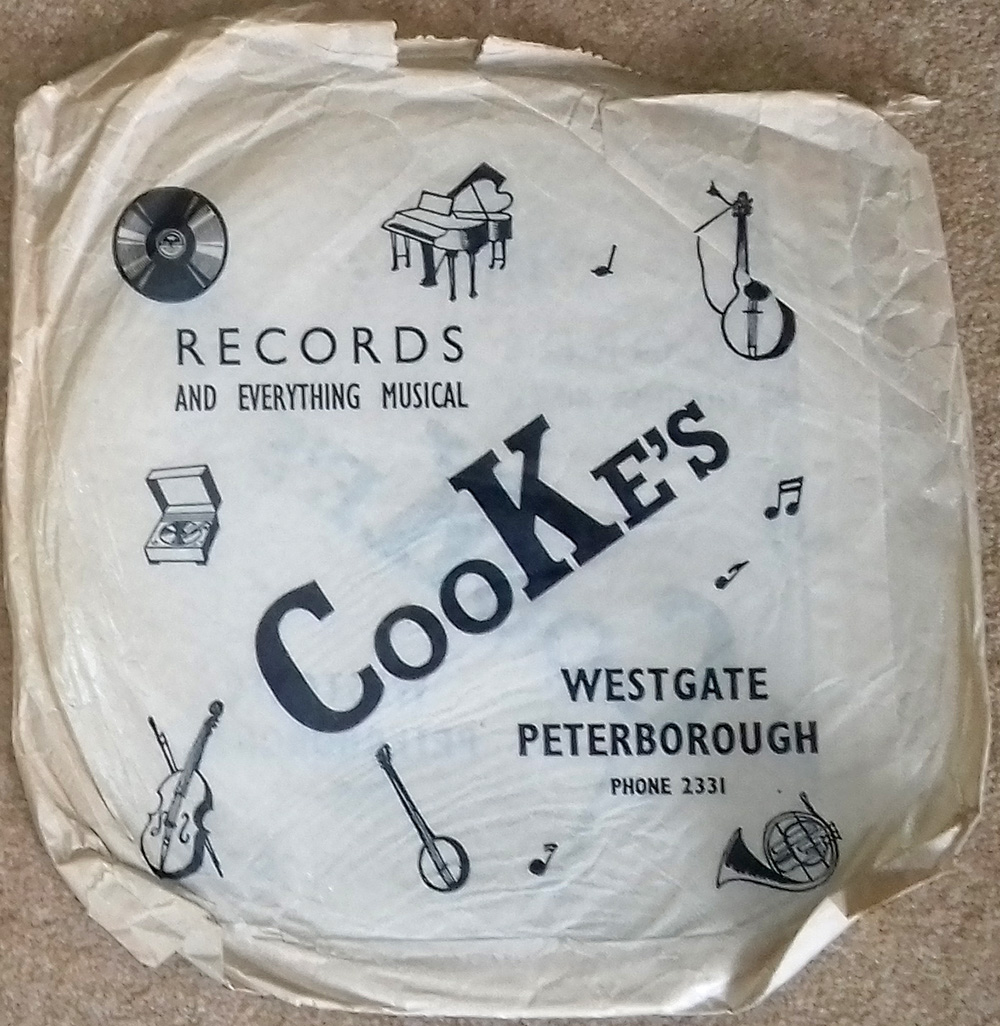 RECORDS
AND EVERYTHING MUSICAL
COOKE'S
WESTGATE
PETERBOROUGH
PHONE 2331